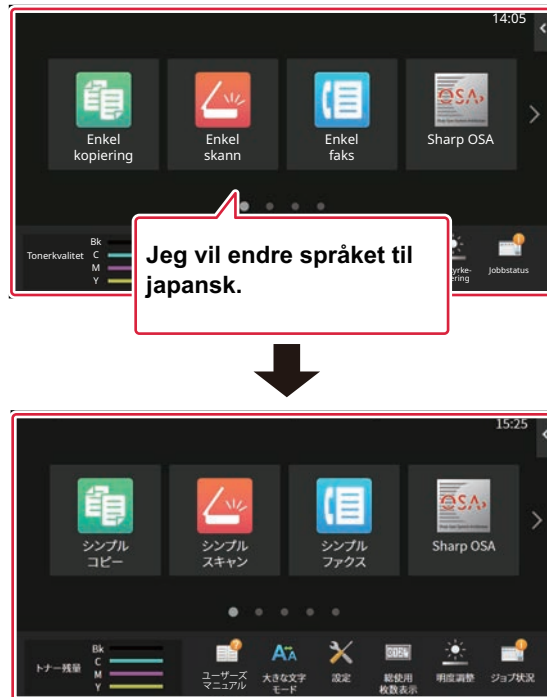 14:05
Enkel
kopiering
Enkel
skann
Enkel
faks
Sharp OSA
Tonerkvalitet
Bk
C
M
Y
Jobbstatus
Jeg vil endre språket til
japansk.
15:25
シンプル
コピー
シンプル
スキャン
シンプル
ファクス
Sharp OSA
トナー残量
Bk
C
M
Y
ユーザーズ
マニュアル
大きな文字
モード
設定
総使用
枚数表示
明度調整
ジョブ状況